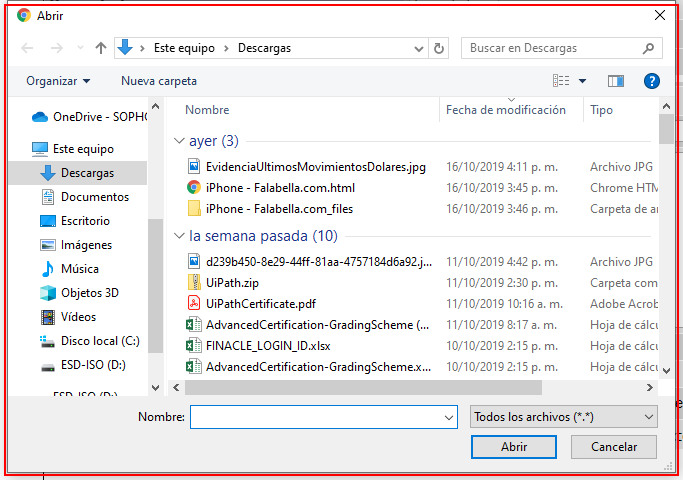 Abrir
Este equipo > Descargas
Buscar en Descargas
Organizar
Nueva carpeta
Nombre Fecha de modificación Tipo
OneDrive - SOPHO
Este equipo
Descargas
Documentos
Escritorio
Imágenes
Música
Objetos 3D
Vídeos
Disco local (C:)
ESD-ISO (D:)
ESD-ISO (D:)
ayer (3)
EvidenciaUltimosMovimientosDolares.jpg 16/10/2019 4:11 p. m. Archivo JPG
iPhone - Falabella.com.html 16/10/2019 3:45 p. m. Chrome HTM
iPhone - Falabella.com_files 16/10/2019 3:46 p. m. Carpeta de ar
la semana pasada (10)
d239b450-8e29-44ff-81aa-4757184d6a92.j... 11/10/2019 4:42 p. m. Archivo JPG
UiPath.zip 11/10/2019 2:30 p. m. Carpeta com
UiPathCertificate.pdf 11/10/2019 10:16 a. m. Adobe Acrob
AdvancedCertification-GradingScheme (... 11/10/2019 8:17 a. m. Hoja de cálcu
FINACLE_LOGIN_ID.xlsx 10/10/2019 2:15 p. m. Hoja de cálcu
AdvancedCertification-GradingScheme.x... 10/10/2019 2:15 p. m. Hoja de cálcu
Nombre:
Todos los archivos (*.*)
Abrir
Cancelar